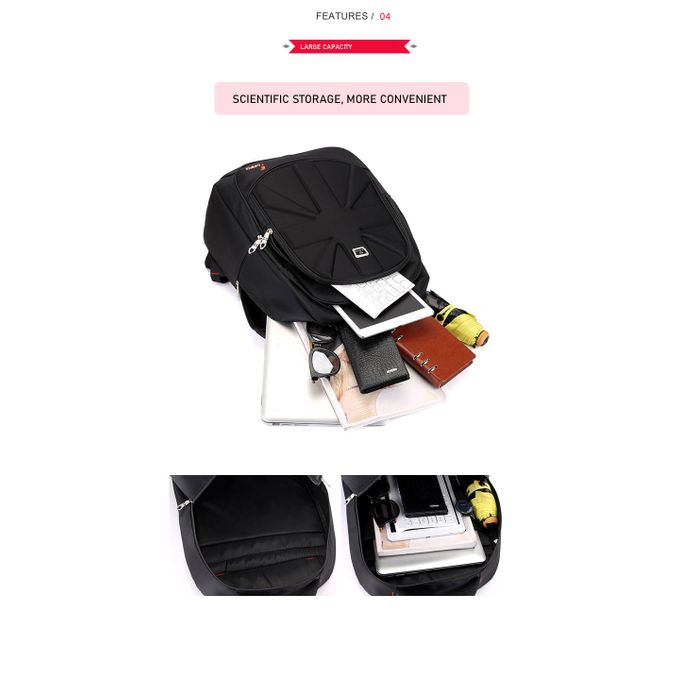 FEATURES / 04
LARGE CAPACITY
SCIENTIFIC STORAGE, MORE CONVENIENT